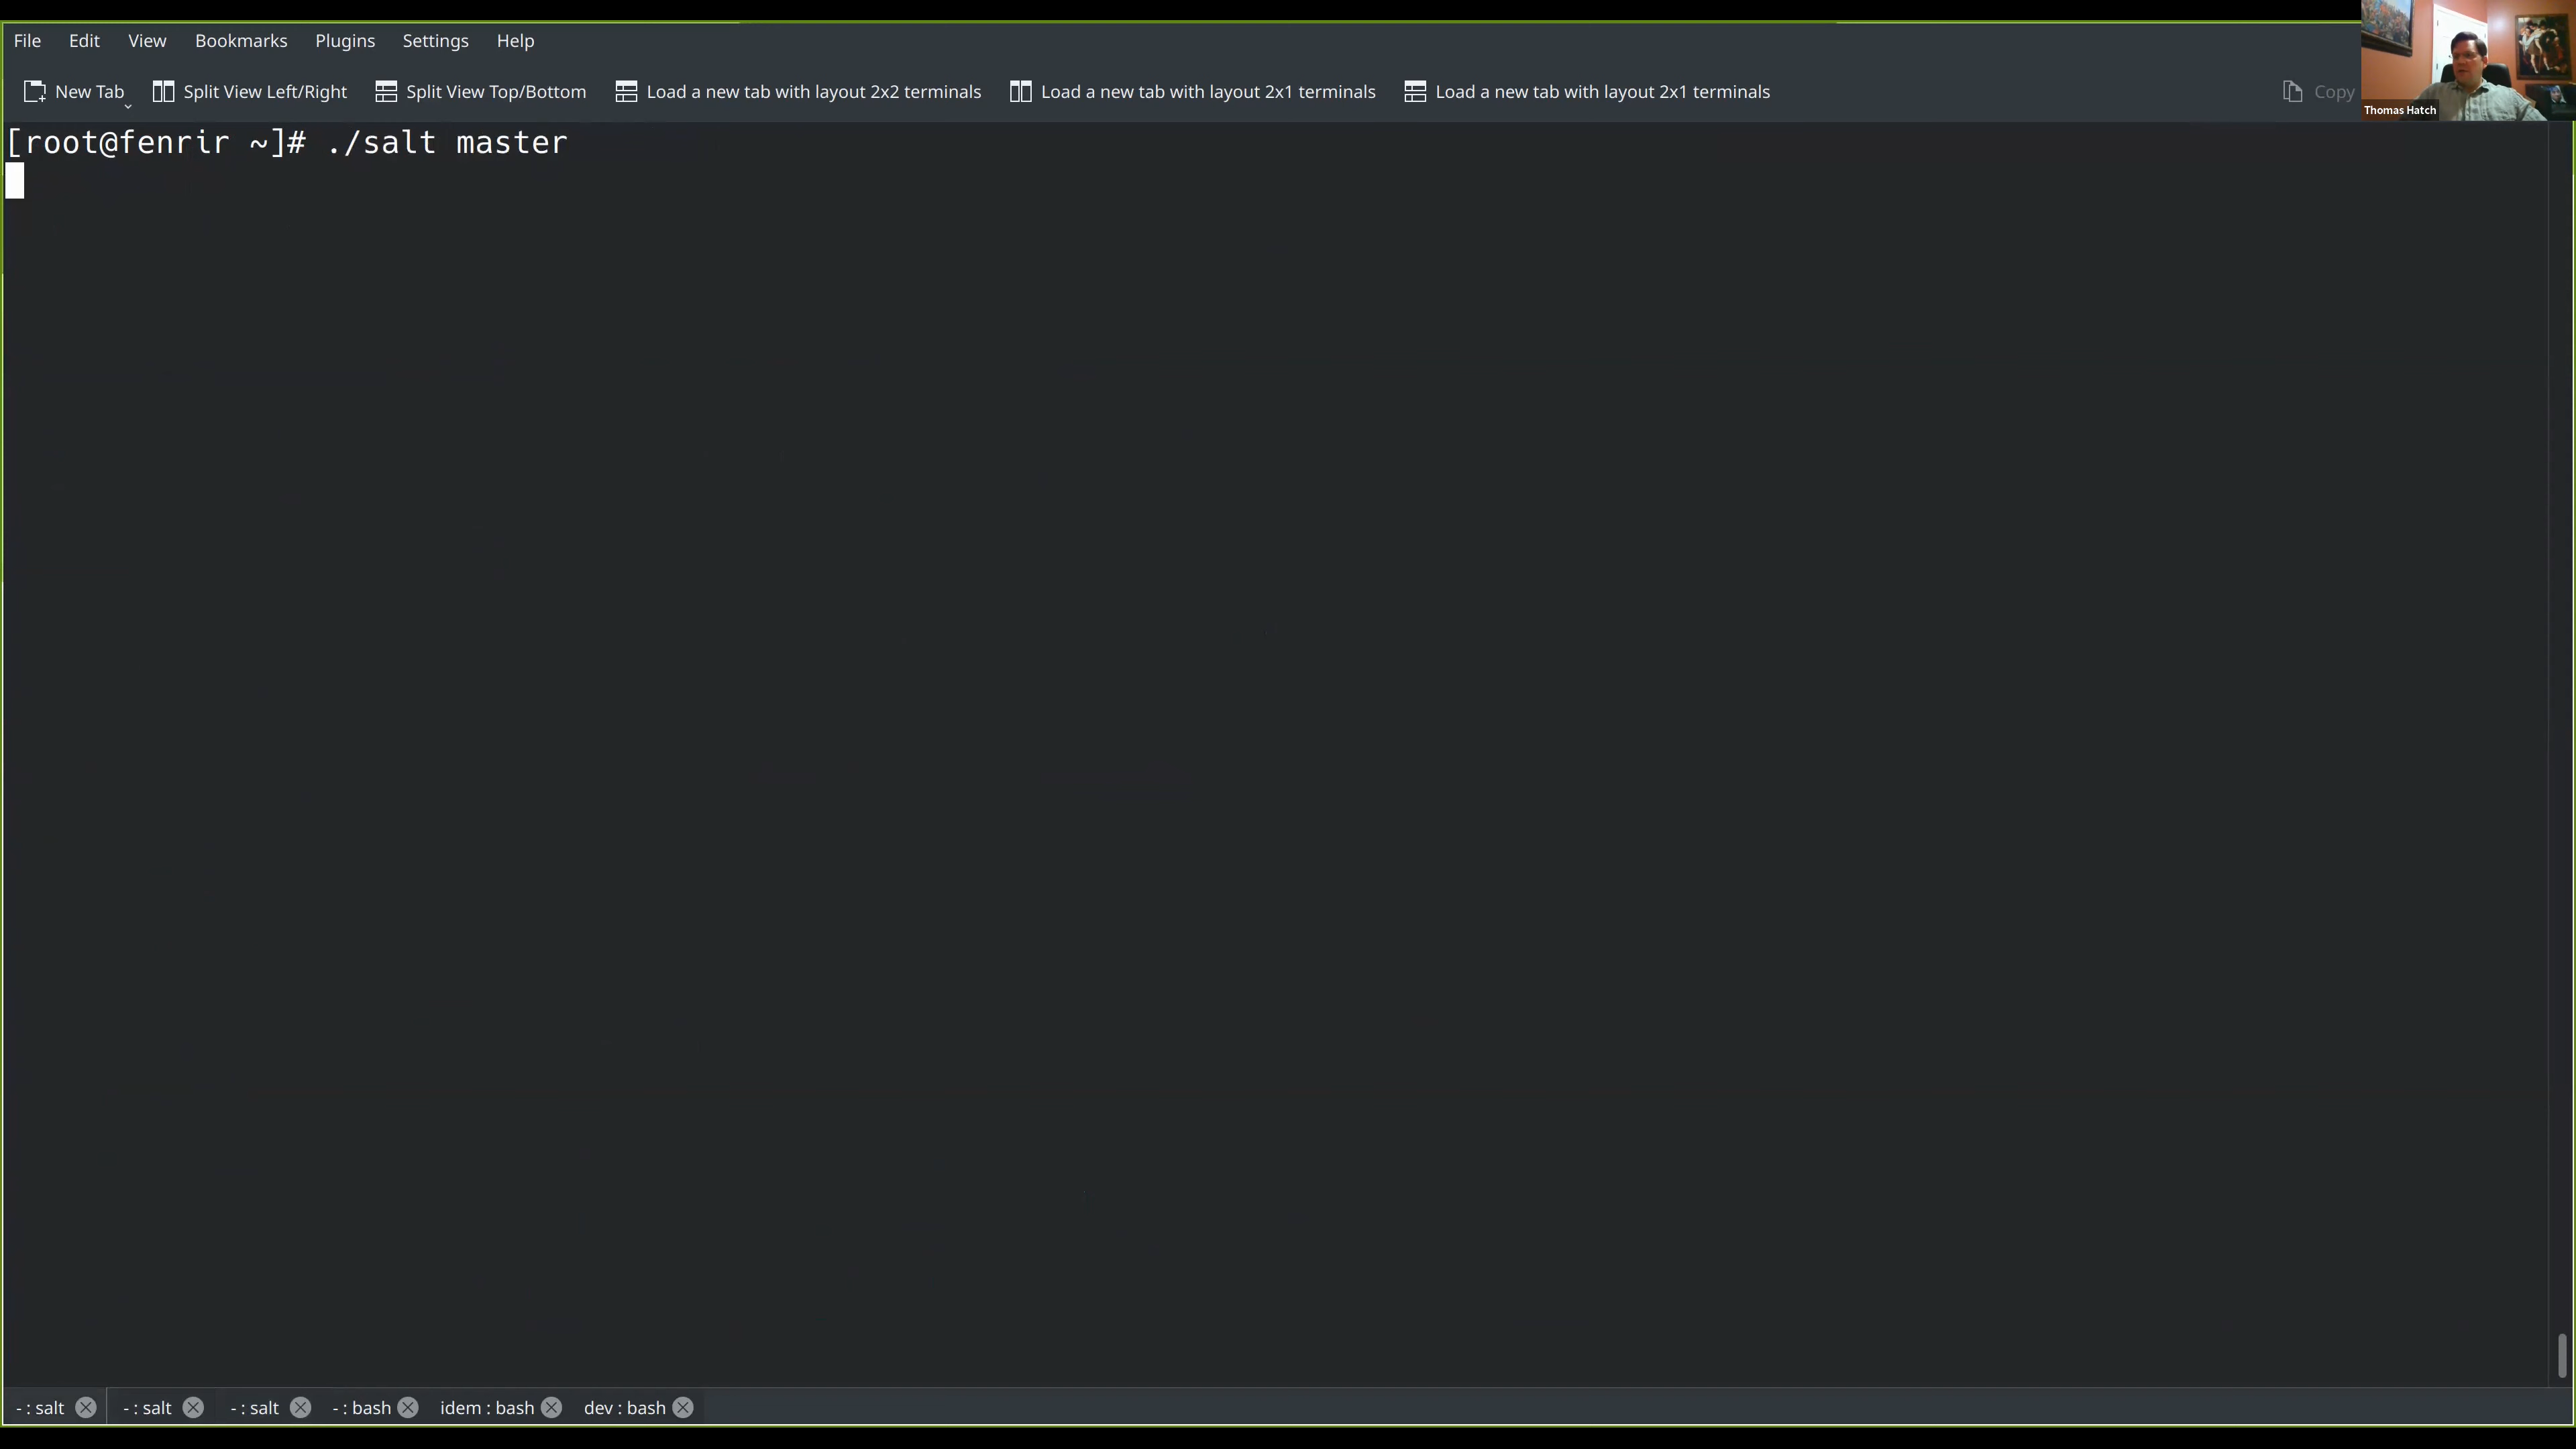 File Edit View Bookmarks Plugins Settings Help
New Tab Split View Left/Right Split View Top/Bottom Load a new tab with layout 2x2 terminals Load a new tab with layout 2x1 terminals Load a new tab with layout 2x1 terminals Copy
Thomas Hatch
[root@fenrir ~]# ./salt master
- : salt - : salt - : salt - : bash idem : bash dev : bash